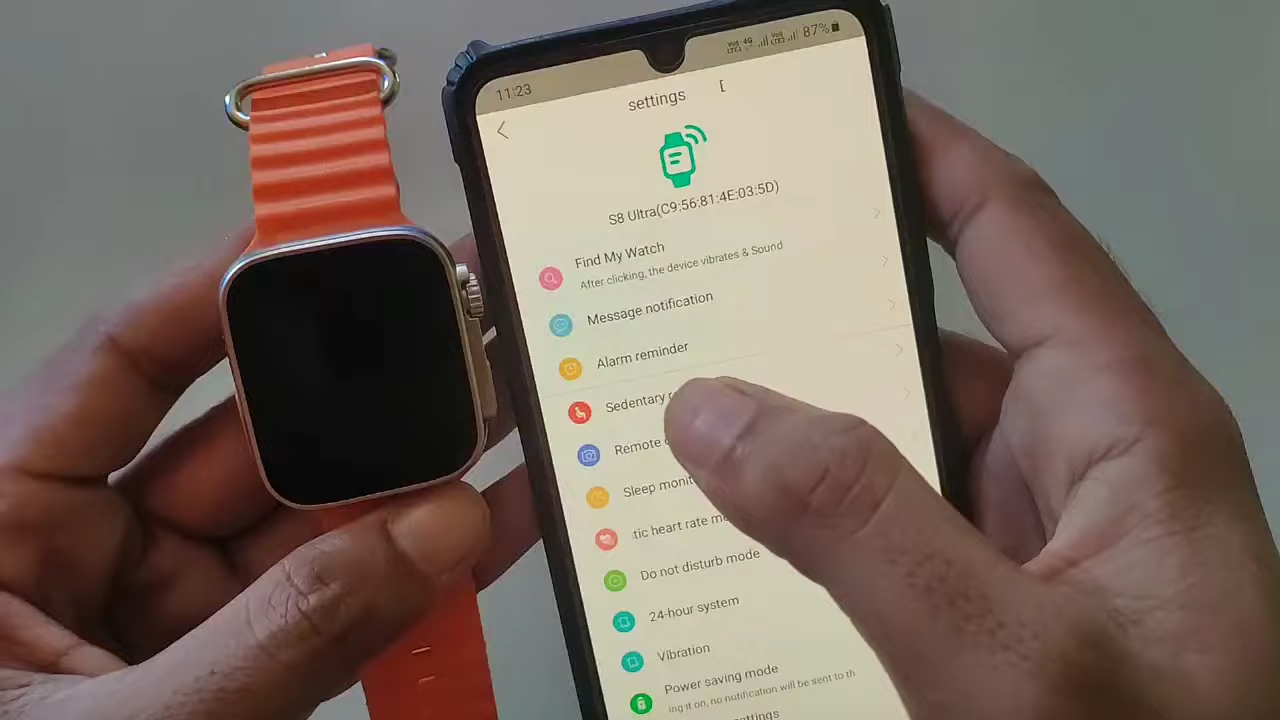 11:23
4G 87%
settings
S8 Ultra(C9:56:81:4E:03:5D)
Find My Watch
After clicking, the device vibrates & Sound
Message notification
Alarm reminder
Sedentary
Remote
Sleep
tic heart rate
Do not disturb mode
24-hour system
Vibration
Power saving mode
ing it on, no notification will be sent to th
settings